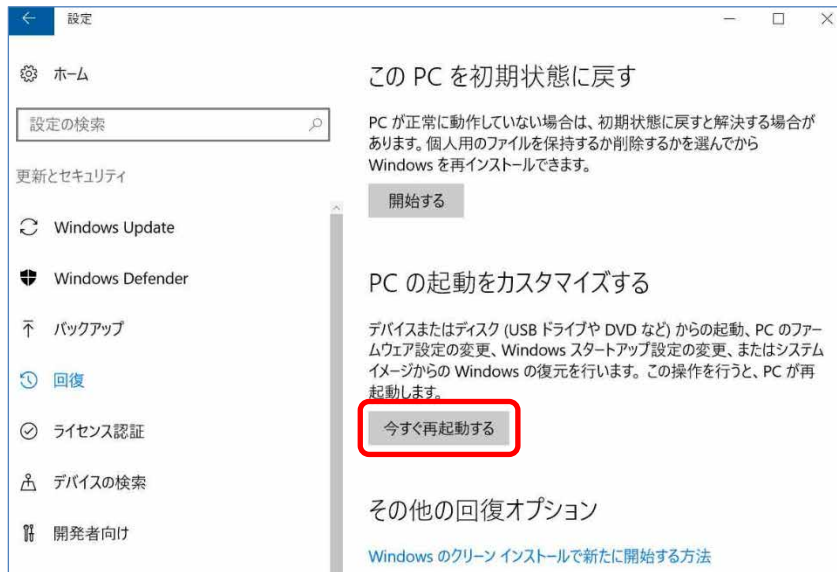 設定
ホーム
設定の検索
更新とセキュリティ
Windows Update
Windows Defender
バックアップ
回復
ライセンス認証
デバイスの検索
開発者向け
この PC を初期状態に戻す
PC が正常に動作していない場合は、初期状態に戻すと解決する場合が
あります。個人用のファイルを保持するか削除するかを選んでから
Windows を再インストールできます。
開始する
PC の起動をカスタマイズする
デバイスまたはディスク (USB ドライブや DVD など) からの起動、PC のファー
ムウェア設定の変更、Windows スタートアップ設定の変更、またはシステム
イメージからの Windows の復元を行います。この操作を行うと、PC が再
起動します。
今すぐ再起動する
その他の回復オプション
Windows のクリーン インストールで新たに開始する方法